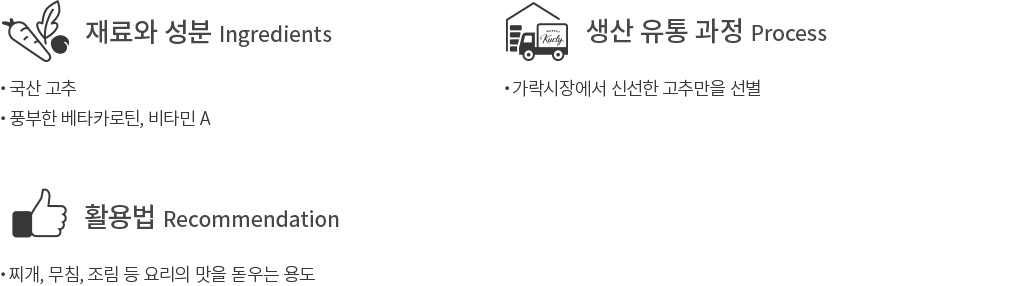 재료와 성분 Ingredients
• 국산 고추
• 풍부한 베타카로틴, 비타민 A
Kurly
생산 유통 과정 Process
• 가락시장에서 신선한 고추만을 선별
활용법 Recommendation
• 찌개, 무침, 조림 등 요리의 맛을 돋우는 용도